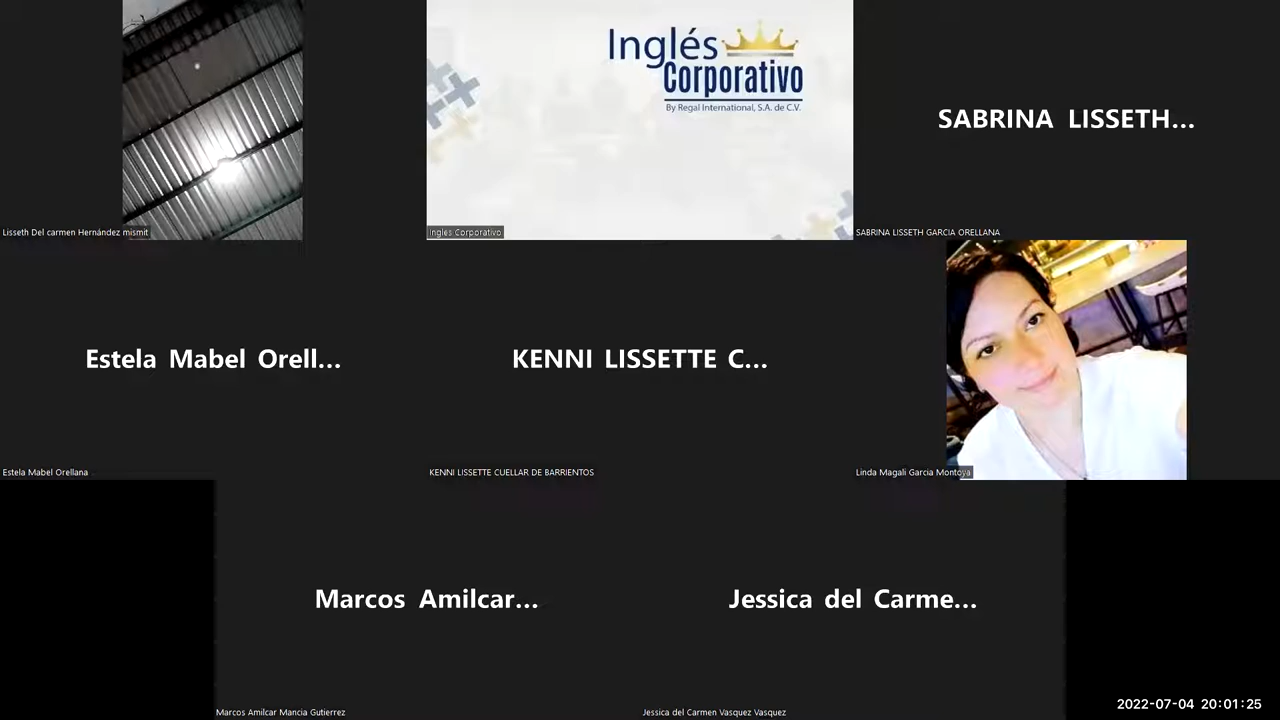 Inglés
Corporativo
By Regal International, S.A. de C.V.
SABRINA LISSETH...
Lisseth Del carmen Hernández mismit
Inglés Corporativo
SABRINA LISSETH GARCIA ORELLANA
Estela Mabel Orell...
KENNI LISSETTE C...
Estela Mabel Orellana
KENNI LISSETTE CUELLAR DE BARRIENTOS
Linda Magali Garcia Montoya
Marcos Amilcar...
Jessica del Carme...
Marcos Amilcar Mancia Gutierrez
Jessica del Carmen Vasquez Vasquez
2022-07-04 20:01:25